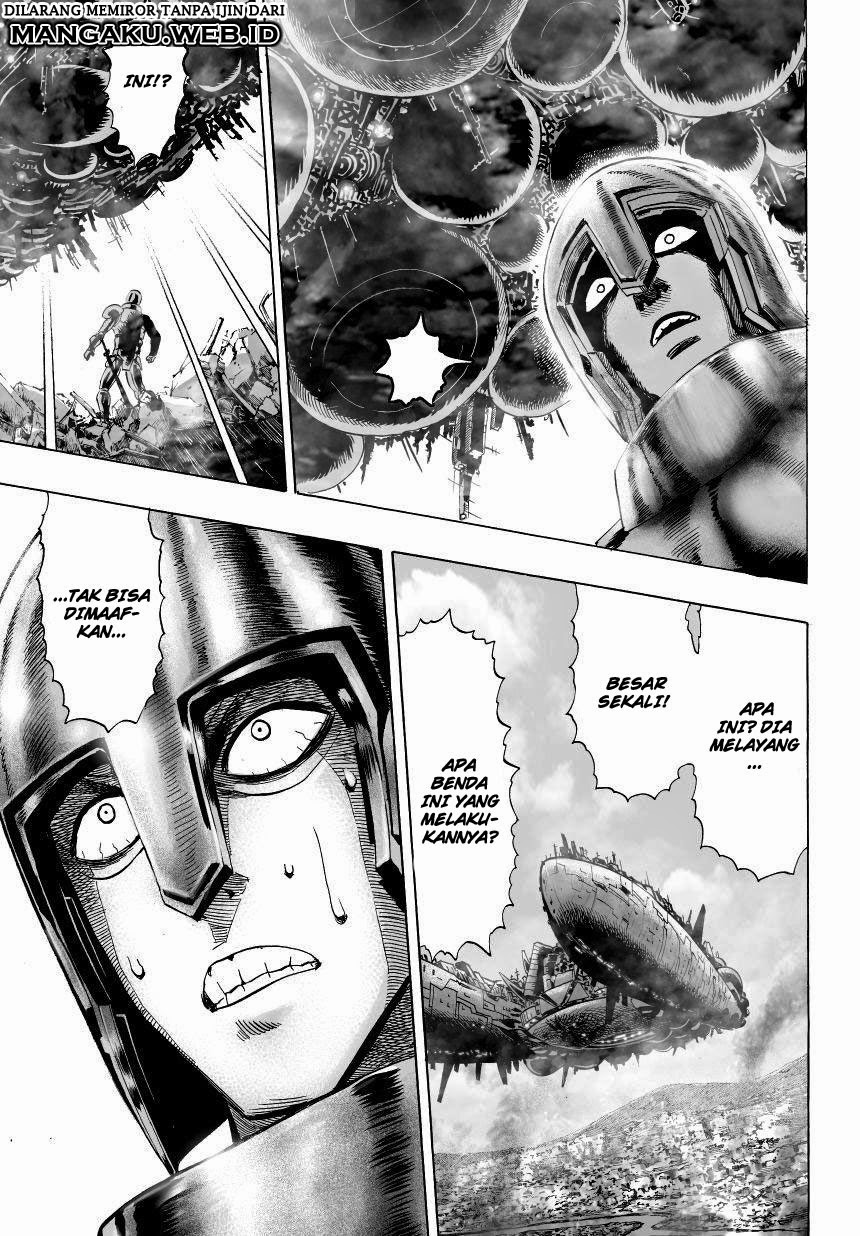 DILARANG MEMIROR TANPA IJIN DARI
MANGAKU.WEB.ID
INI!?
APA
INI? DIA
MELAYANG
...
BESAR
SEKALI!
APA
BENDA
INI YANG
MELAKU-
KANNYA?
...TAK BISA
DIMAAF-
KAN...